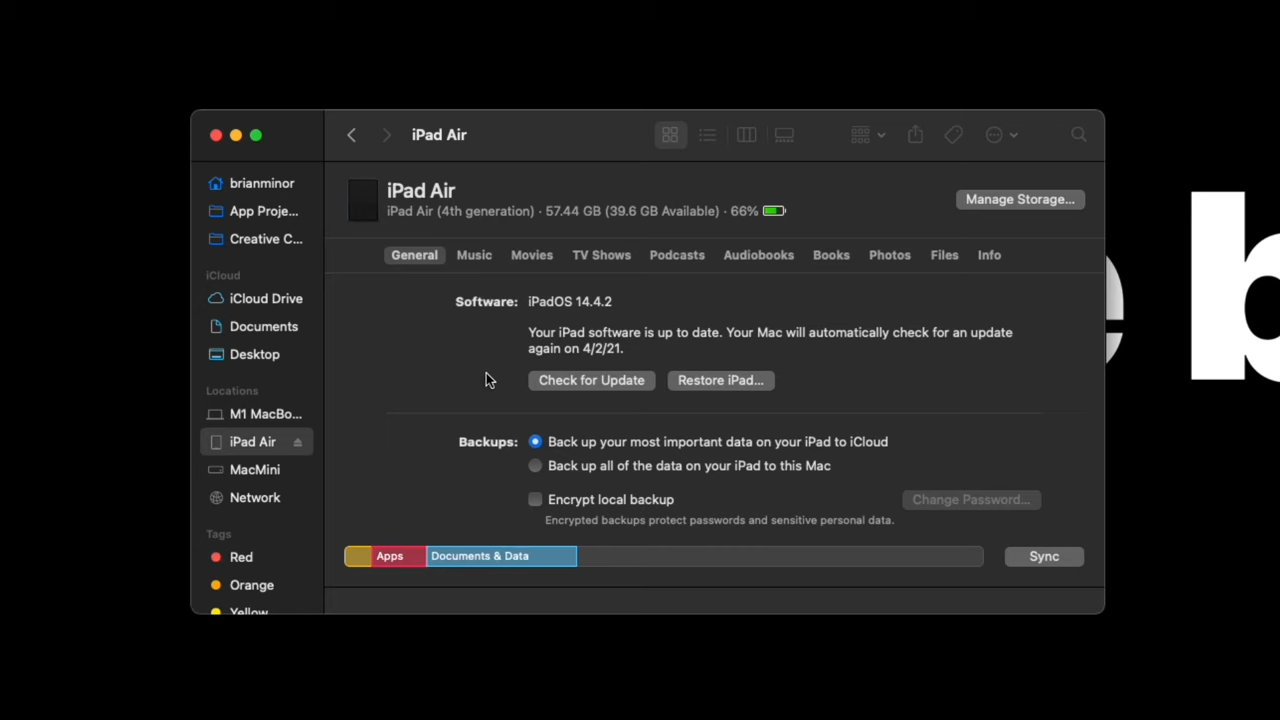 iPad Air
brianminor
App Proje...
Creative C...
iCloud
iCloud Drive
Documents
Desktop
Locations
M1 MacBo...
iPad Air
MacMini
Network
Tags
Red
Orange
Yellow
iPad Air
iPad Air (4th generation) · 57.44 GB (39.6 GB Available) · 66%
Manage Storage...
General Music Movies TV Shows Podcasts Audiobooks Books Photos Files Info
Software: iPadOS 14.4.2
Your iPad software is up to date. Your Mac will automatically check for an update
again on 4/2/21.
Check for Update Restore iPad...
Backups: Back up your most important data on your iPad to iCloud
Back up all of the data on your iPad to this Mac
Encrypt local backup Change Password...
Encrypted backups protect passwords and sensitive personal data.
Apps Documents & Data Sync
e b